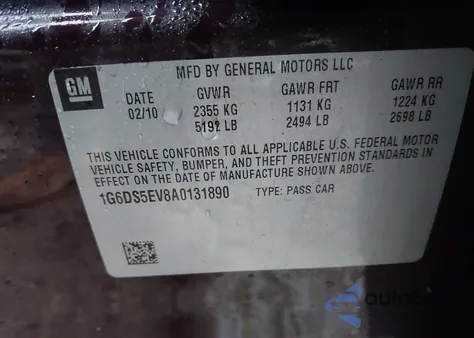 GM
MFD BY GENERAL MOTORS LLC
02/10
GVWR
2355 KG
5192 LB
GAWR FRT
1131 KG
2494 LB
GAWR RR
1224 KG
2698 LB
THIS VEHICLE CONFORMS TO ALL APPLICABLE U.S. FEDERAL MOTOR
VEHICLE SAFETY, BUMPER, AND THEFT PREVENTION STANDARDS IN
EFFECT ON THE DATE OF MANUFACTURE SHOWN ABOVE.
1G6DS5EV8A0131890
TYPE: PASS CAR